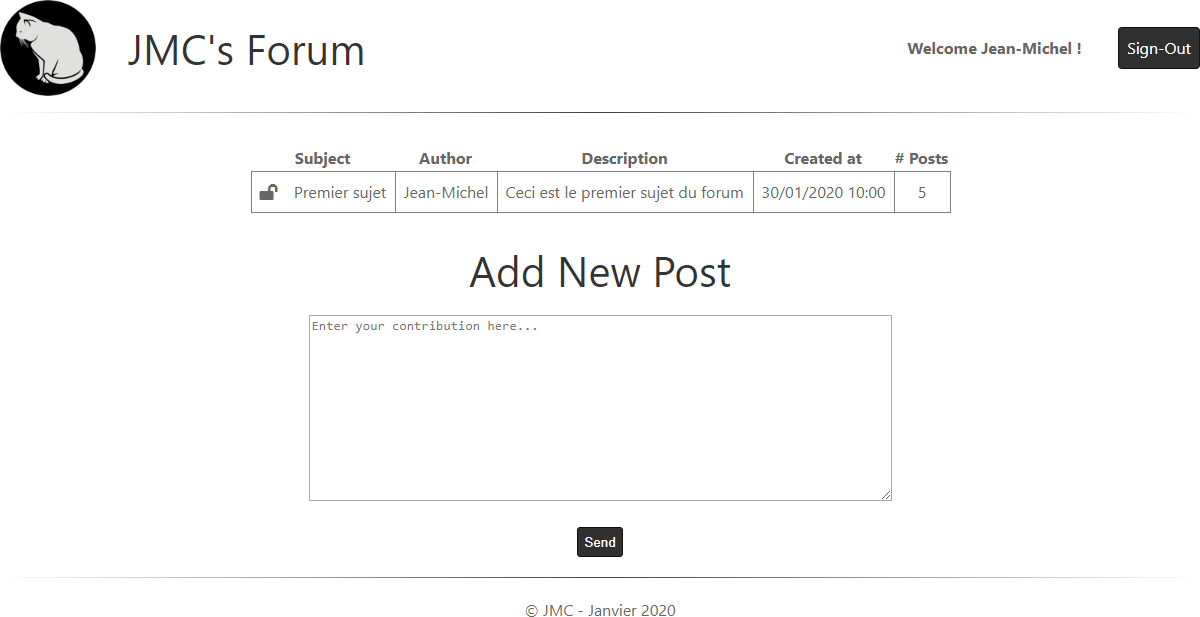 JMC's Forum
Welcome Jean-Michel !
Sign-Out
Subject Author Description Created at # Posts
Premier sujet Jean-Michel Ceci est le premier sujet du forum 30/01/2020 10:00 5
Add New Post
Enter your contribution here...
Send
© JMC - Janvier 2020